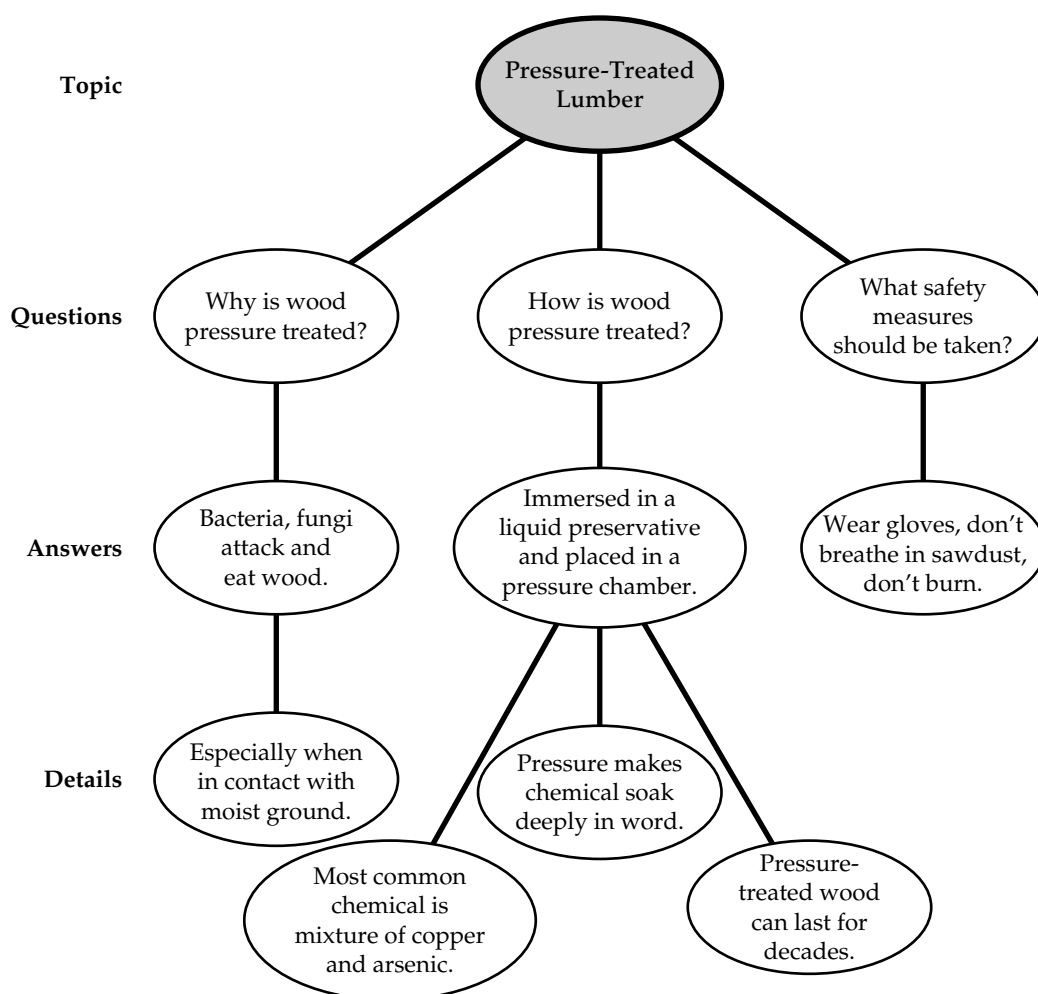 Topic
Pressure-Treated
Lumber
Questions
Why is wood
pressure treated?
How is wood
pressure treated?
What safety
measures
should be taken?
Answers
Bacteria, fungi
attack and
eat wood.
Immersed in a
liquid preservative
and placed in a
pressure chamber.
Wear gloves, don’t
breathe in sawdust,
don’t burn.
Details
Especially when
in contact with
moist ground.
Pressure makes
chemical soak
deeply in word.
Most common
chemical is
mixture of copper
and arsenic.
Pressure-
treated wood
can last for
decades.